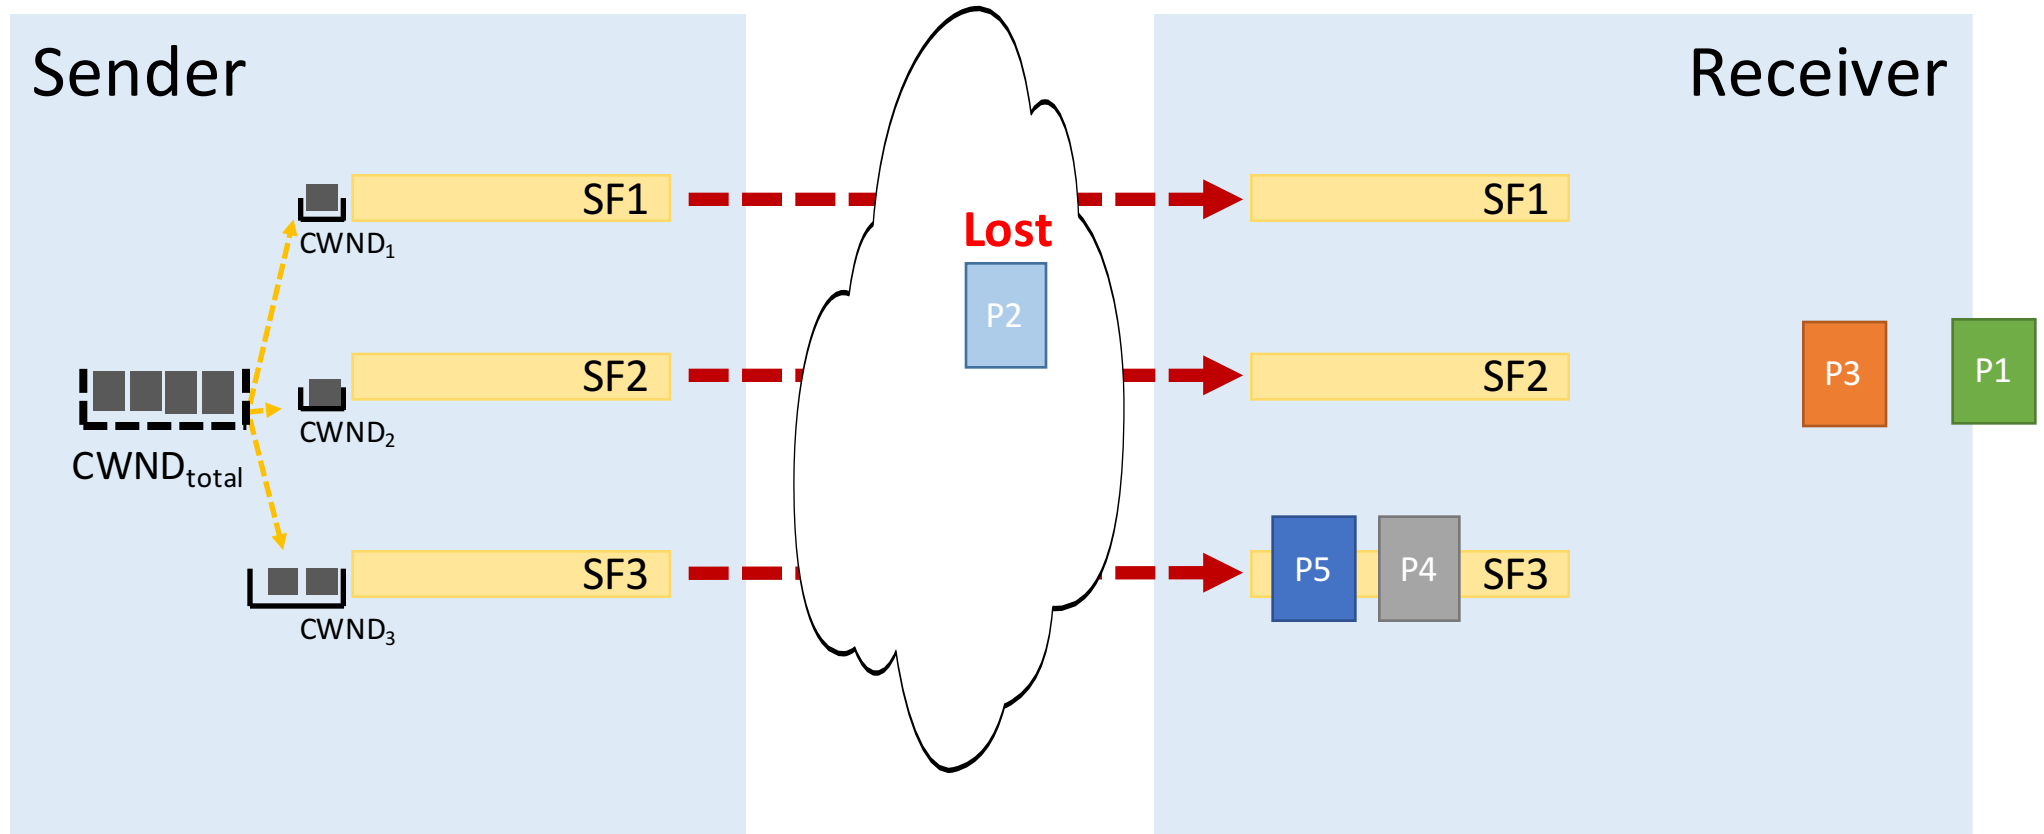 Sender
Receiver
SF1
SF1
CWND1
Lost
P2
SF2
SF2
P3
P1
CWND2
CWNDtotal
P5
P4
SF3
SF3
CWND3